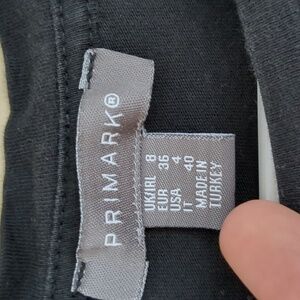 PRIMARK®
UK/IRL 8
EUR 36
USA 4
IT 40
MADE IN
TURKEY